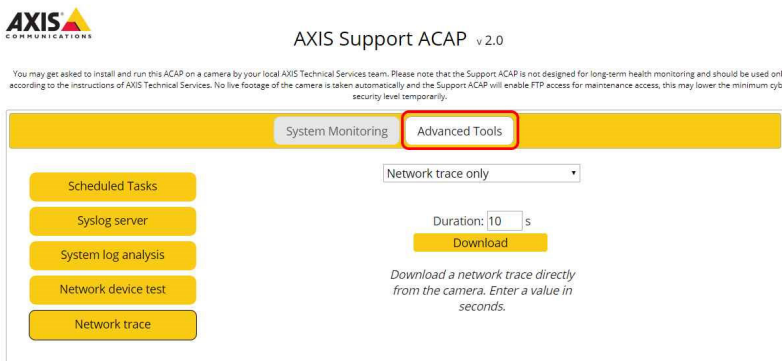 AXIS
COMMUNICATIONS
AXIS Support ACAP v 2.0
You may get asked to install and run this ACAP on a camera by your local AXIS Technical Services team. Please note that the Support ACAP is not designed for long-term health monitoring and should be used onl
according to the instructions of AXIS Technical Services. No live footage of the camera is taken automatically and the Support ACAP will enable FTP access for maintenance access, this may lower the minimum cyb
security level temporarily.
System Monitoring
Advanced Tools
Scheduled Tasks
Syslog server
System log analysis
Network device test
Network trace
Network trace only
Duration: 10 s
Download
Download a network trace directly
from the camera. Enter a value in
seconds.